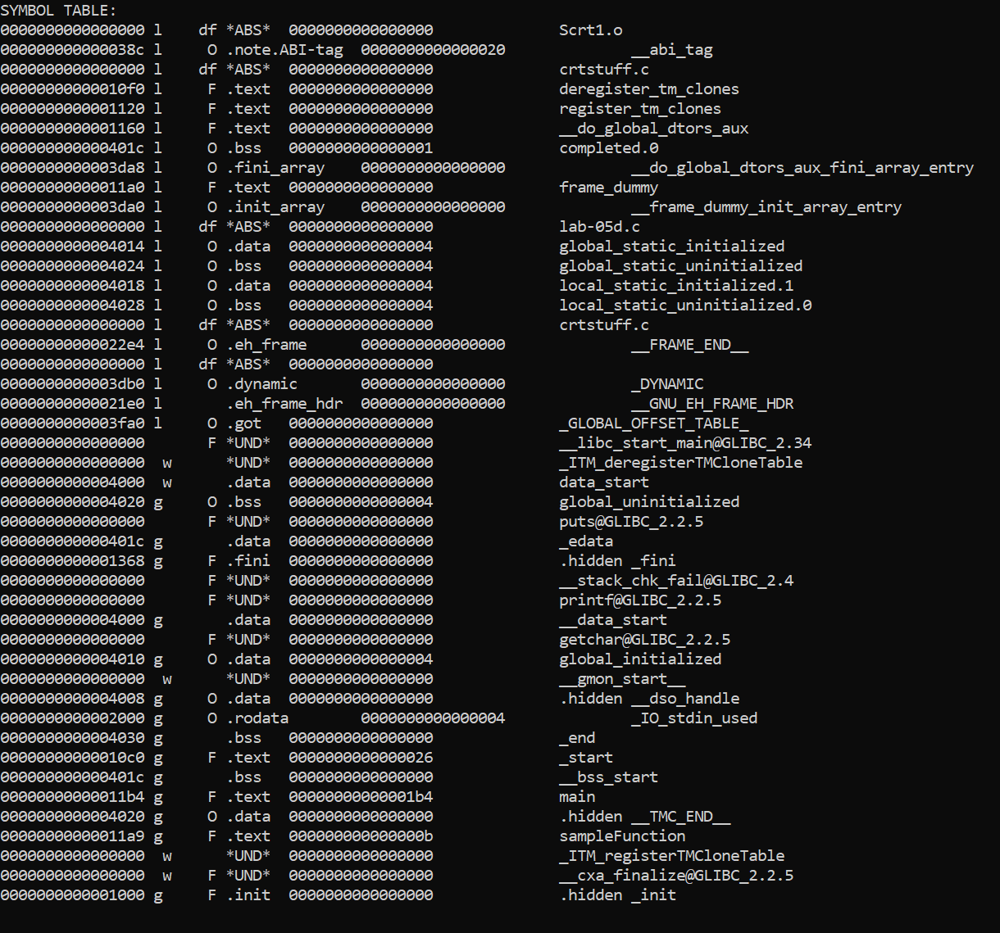 SYMBOL TABLE:
0000000000000000 l    df *ABS*  0000000000000000              Scrt1.o
000000000000038c l     O .note.ABI-tag  0000000000000020              __abi_tag
0000000000000000 l    df *ABS*  0000000000000000              crtstuff.c
00000000000010f0 l     F .text  0000000000000000              deregister_tm_clones
0000000000001120 l     F .text  0000000000000000              register_tm_clones
0000000000001160 l     F .text  0000000000000000              __do_global_dtors_aux
000000000000401c l     O .bss   0000000000000001              completed.0
0000000000003da8 l     O .fini_array    0000000000000000              __do_global_dtors_aux_fini_array_entry
00000000000011a0 l     F .text  0000000000000000              frame_dummy
0000000000003da0 l     O .init_array    0000000000000000              __frame_dummy_init_array_entry
0000000000000000 l    df *ABS*  0000000000000000              lab-05d.c
0000000000004014 l     O .data  0000000000000004              global_static_initialized
0000000000004024 l     O .bss   0000000000000004              global_static_uninitialized
0000000000004018 l     O .data  0000000000000004              local_static_initialized.1
0000000000004028 l     O .bss   0000000000000004              local_static_uninitialized.0
0000000000000000 l    df *ABS*  0000000000000000              crtstuff.c
00000000000022e4 l     O .eh_frame      0000000000000000              __FRAME_END__
0000000000000000 l    df *ABS*  0000000000000000
0000000000003db0 l     O .dynamic       0000000000000000              _DYNAMIC
00000000000021e0 l       .eh_frame_hdr  0000000000000000              __GNU_EH_FRAME_HDR
0000000000003fa0 l     O .got   0000000000000000              _GLOBAL_OFFSET_TABLE_
0000000000000000       F *UND*  0000000000000000              __libc_start_main@GLIBC_2.34
0000000000000000  w      *UND*  0000000000000000              _ITM_deregisterTMCloneTable
0000000000004000  w      .data  0000000000000000              data_start
0000000000004020 g     O .bss   0000000000000004              global_uninitialized
0000000000000000       F *UND*  0000000000000000              puts@GLIBC_2.2.5
000000000000401c g       .data  0000000000000000              _edata
0000000000001368 g     F .fini  0000000000000000              .hidden _fini
0000000000000000       F *UND*  0000000000000000              __stack_chk_fail@GLIBC_2.4
0000000000000000       F *UND*  0000000000000000              printf@GLIBC_2.2.5
0000000000004000 g       .data  0000000000000000              __data_start
0000000000000000       F *UND*  0000000000000000              getchar@GLIBC_2.2.5
0000000000004010 g     O .data  0000000000000004              global_initialized
0000000000000000  w      *UND*  0000000000000000              __gmon_start__
0000000000004008 g     O .data  0000000000000000              .hidden __dso_handle
0000000000002000 g     O .rodata        0000000000000004              _IO_stdin_used
0000000000004030 g       .bss   0000000000000000              _end
00000000000010c0 g     F .text  0000000000000026              _start
000000000000401c g       .bss   0000000000000000              __bss_start
00000000000011b4 g     F .text  00000000000001b4              main
0000000000004020 g     O .data  0000000000000000              .hidden __TMC_END__
00000000000011a9 g     F .text  000000000000000b              sampleFunction
0000000000000000  w      *UND*  0000000000000000              _ITM_registerTMCloneTable
0000000000000000  w    F *UND*  0000000000000000              __cxa_finalize@GLIBC_2.2.5
0000000000001000 g     F .init  0000000000000000              .hidden _init